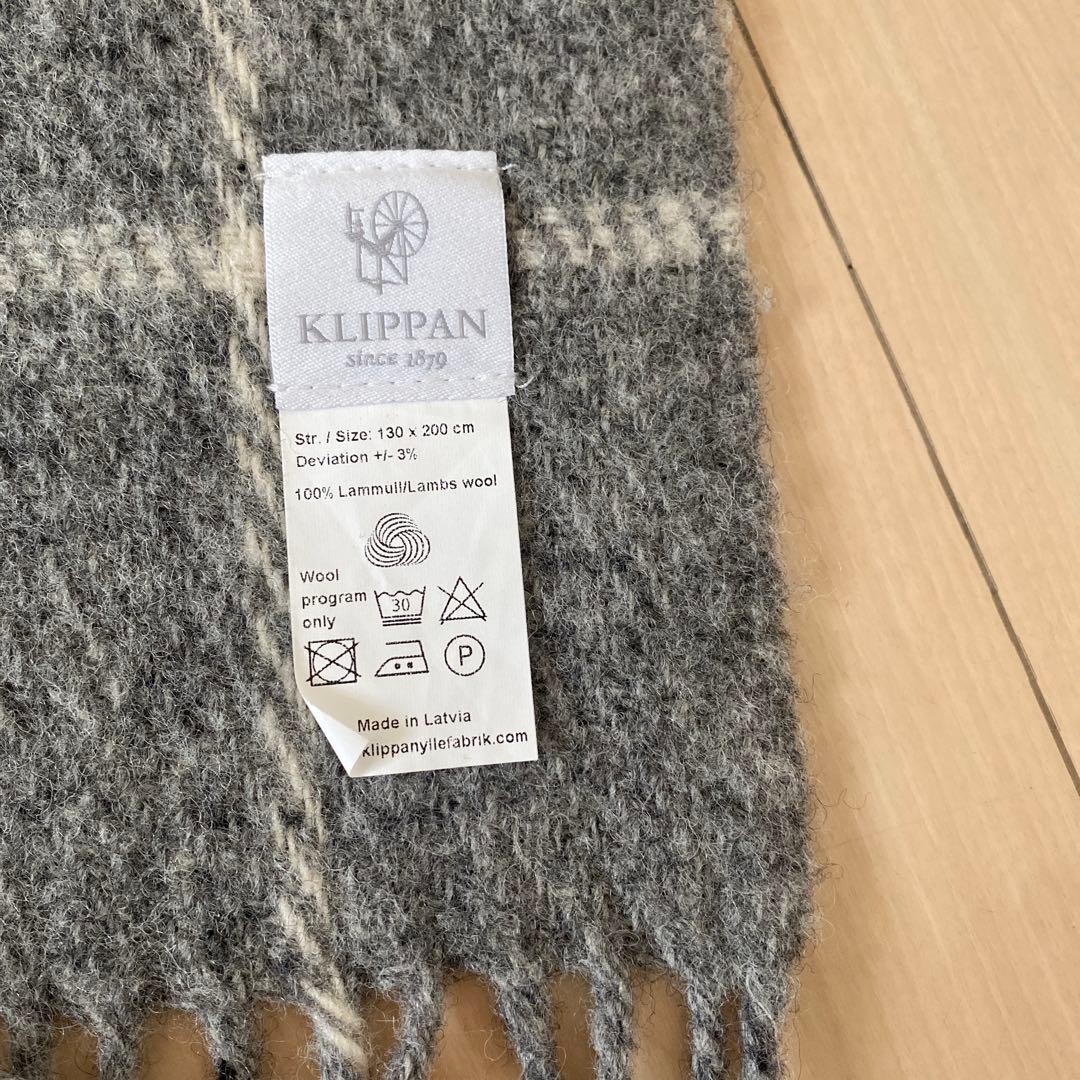 KLIPPAN
since 1879
Str. / Size: 130 x 200 cm
Deviation +/- 3%
100% Lammull/Lambs wool
Wool
program
only
30
P
Made in Latvia
klippanyllefabrik.com